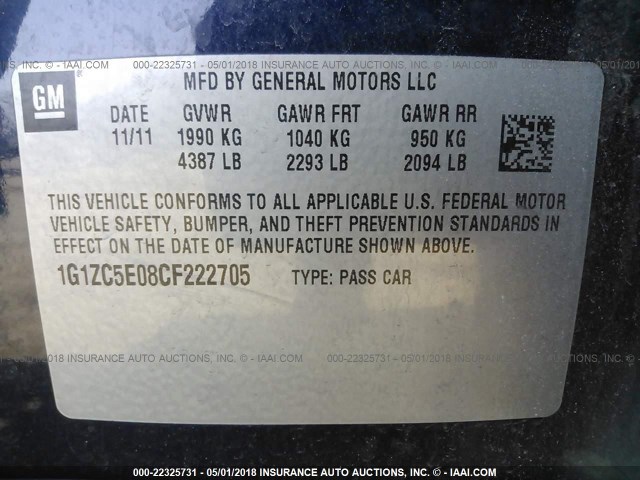 000-22325731 - 05/01/2018 INSURANCE AUTO AUCTIONS, INC. © - IAAI.COM
GM
MFD BY GENERAL MOTORS LLC
DATE GVWR GAWR FRT GAWR RR
11/11 1990 KG 1040 KG 950 KG
4387 LB 2293 LB 2094 LB
THIS VEHICLE CONFORMS TO ALL APPLICABLE U.S. FEDERAL MOTOR
VEHICLE SAFETY, BUMPER, AND THEFT PREVENTION STANDARDS IN
EFFECT ON THE DATE OF MANUFACTURE SHOWN ABOVE.
1G1ZC5E08CF222705 TYPE: PASS CAR
2018 INSURANCE AUTO AUCTIONS, INC. © - IAAI.COM 000-22325731 - 05/01/2018 INSURANCE AUTO AUCTIONS,
000-22325731 - 05/01/2018 INSURANCE AUTO AUCTIONS, INC. © - IAAI.COM